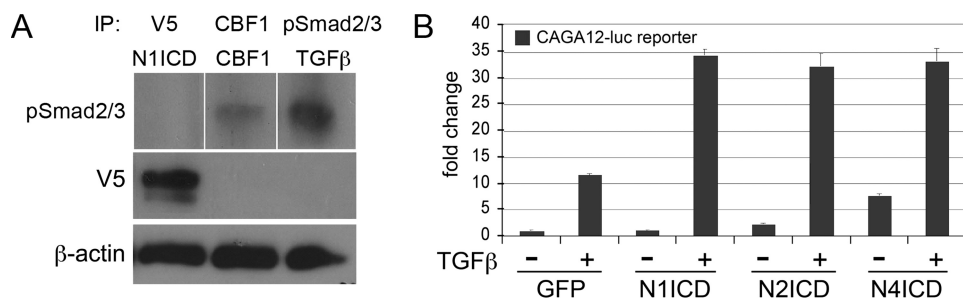 A
IP: V5 CBF1 pSmad2/3
N1ICD CBF1 TGFβ
pSmad2/3
V5
β-actin
B
CAGA12-luc reporter
fold change
40
35
30
25
20
15
10
5
0
TGFβ - + - + - + - +
GFP N1ICD N2ICD N4ICD